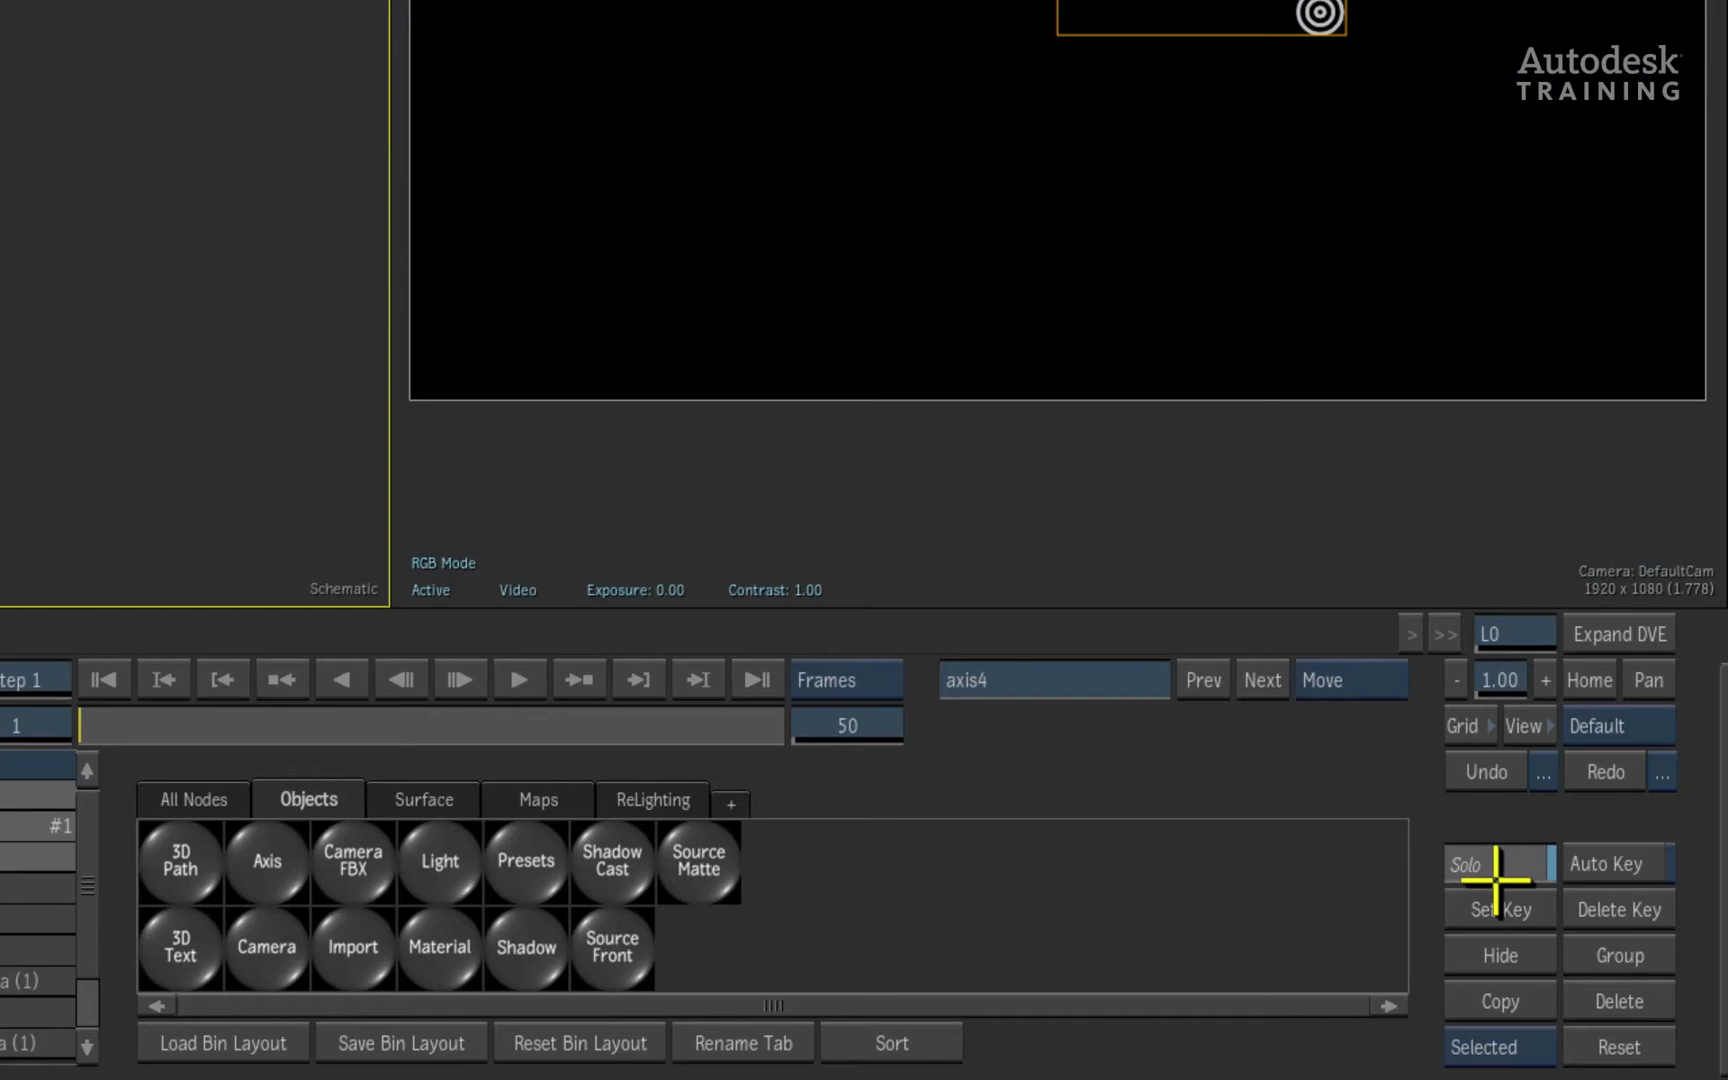 Autodesk
TRAINING
RGB Mode
Schematic
Active Video Exposure: 0.00 Contrast: 1.00
Camera: DefaultCam
1920 x 1080 (1.778)
> >> L0 Expand DVE
tep 1 Frames axis4 Prev Next Move - 1.00 + Home Pan
1 50 Grid View Default
Undo ... Redo ...
All Nodes Objects Surface Maps ReLighting +
#1
3D Path Axis Camera FBX Light Presets Shadow Cast Source Matte
Solo Auto Key
Set Key Delete Key
3D Text Camera Import Material Shadow Source Front
Hide Group
a (1)
Copy Delete
a (1) Load Bin Layout Save Bin Layout Reset Bin Layout Rename Tab Sort Selected Reset